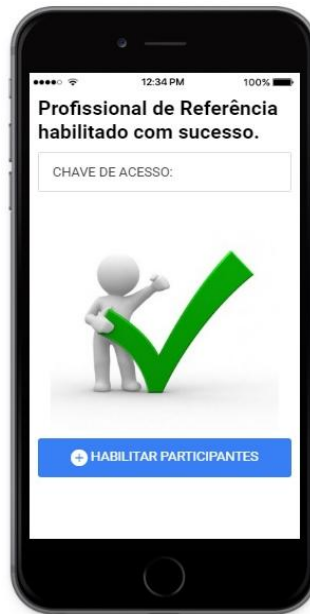 12:34 PM
100%
Profissional de Referência
habilitado com sucesso.
CHAVE DE ACESSO:
HABILITAR PARTICIPANTES